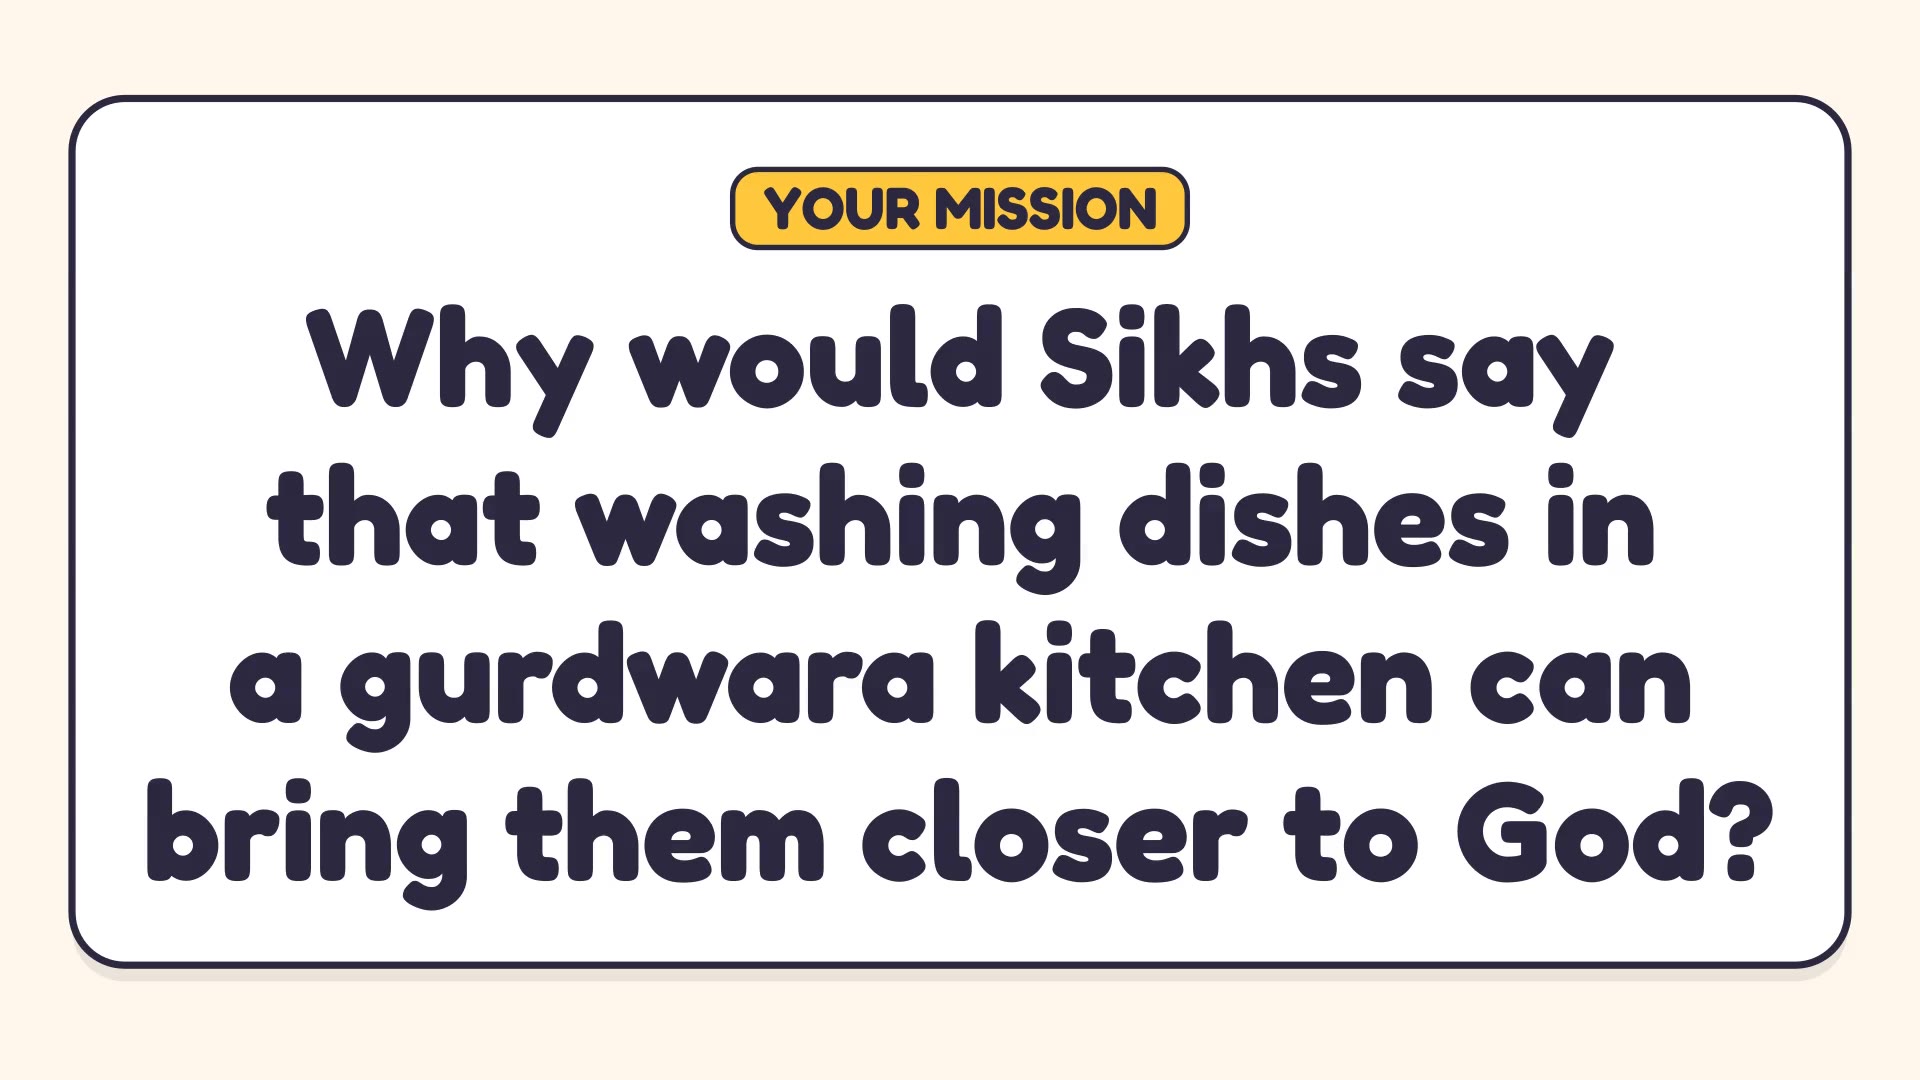 YOUR MISSION
Why would Sikhs say
that washing dishes in
a gurdwara kitchen can
bring them closer to God?